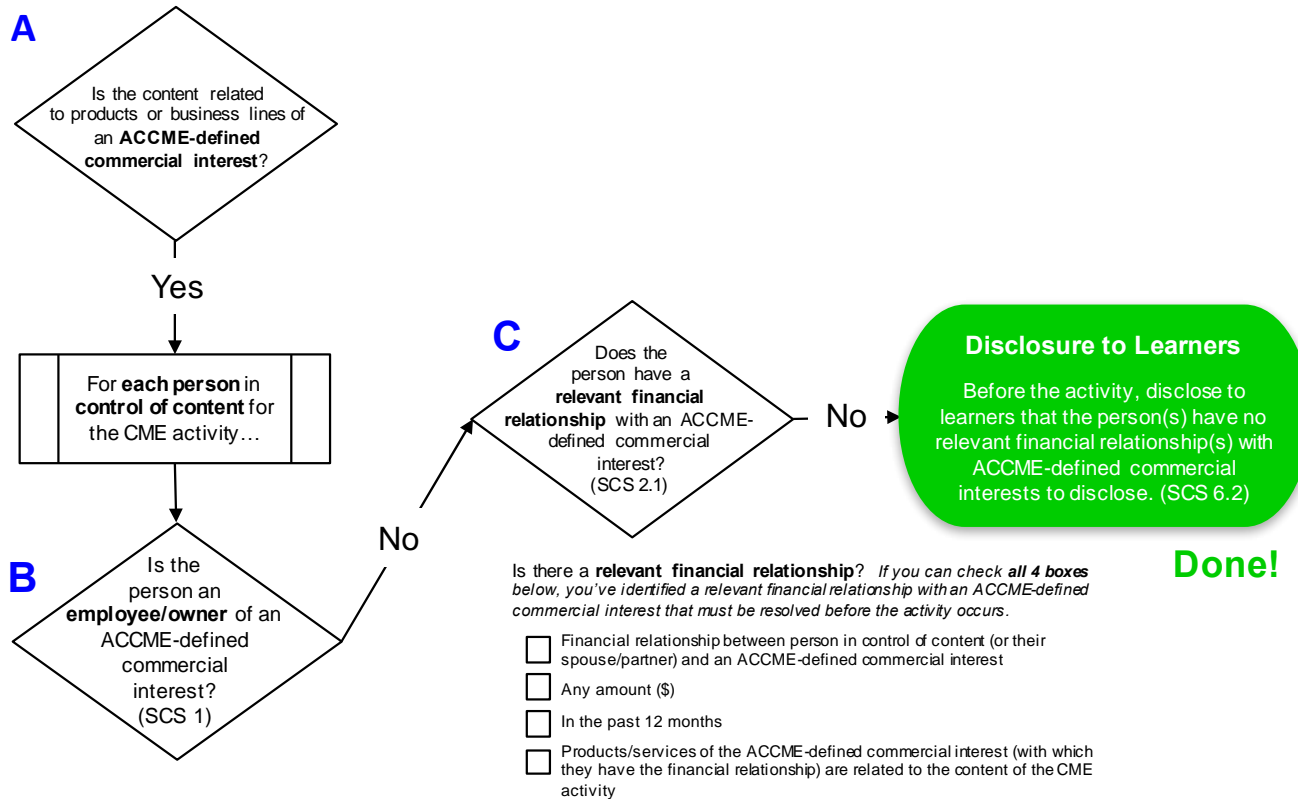 A
Is the content related
to products or business lines of
an ACCME-defined
commercial interest?
Yes
For each person in
control of content for
the CME activity…
B
Is the
person an
employee/owner of an
ACCME-defined
commercial
interest?
(SCS 1)
No
C
Does the
person have a
relevant financial
relationship with an ACCME-
defined commercial
interest?
(SCS 2.1)
No
Disclosure to Learners
Before the activity, disclose to
learners that the person(s) have no
relevant financial relationship(s) with
ACCME-defined commercial
interests to disclose. (SCS 6.2)
Done!
Is there a relevant financial relationship? If you can check all 4 boxes
below, you've identified a relevant financial relationship with an ACCME-defined
commercial interest that must be resolved before the activity occurs.
Financial relationship between person in control of content (or their
spouse/partner) and an ACCME-defined commercial interest
Any amount ($)
In the past 12 months
Products/services of the ACCME-defined commercial interest (with which
they have the financial relationship) are related to the content of the CME
activity